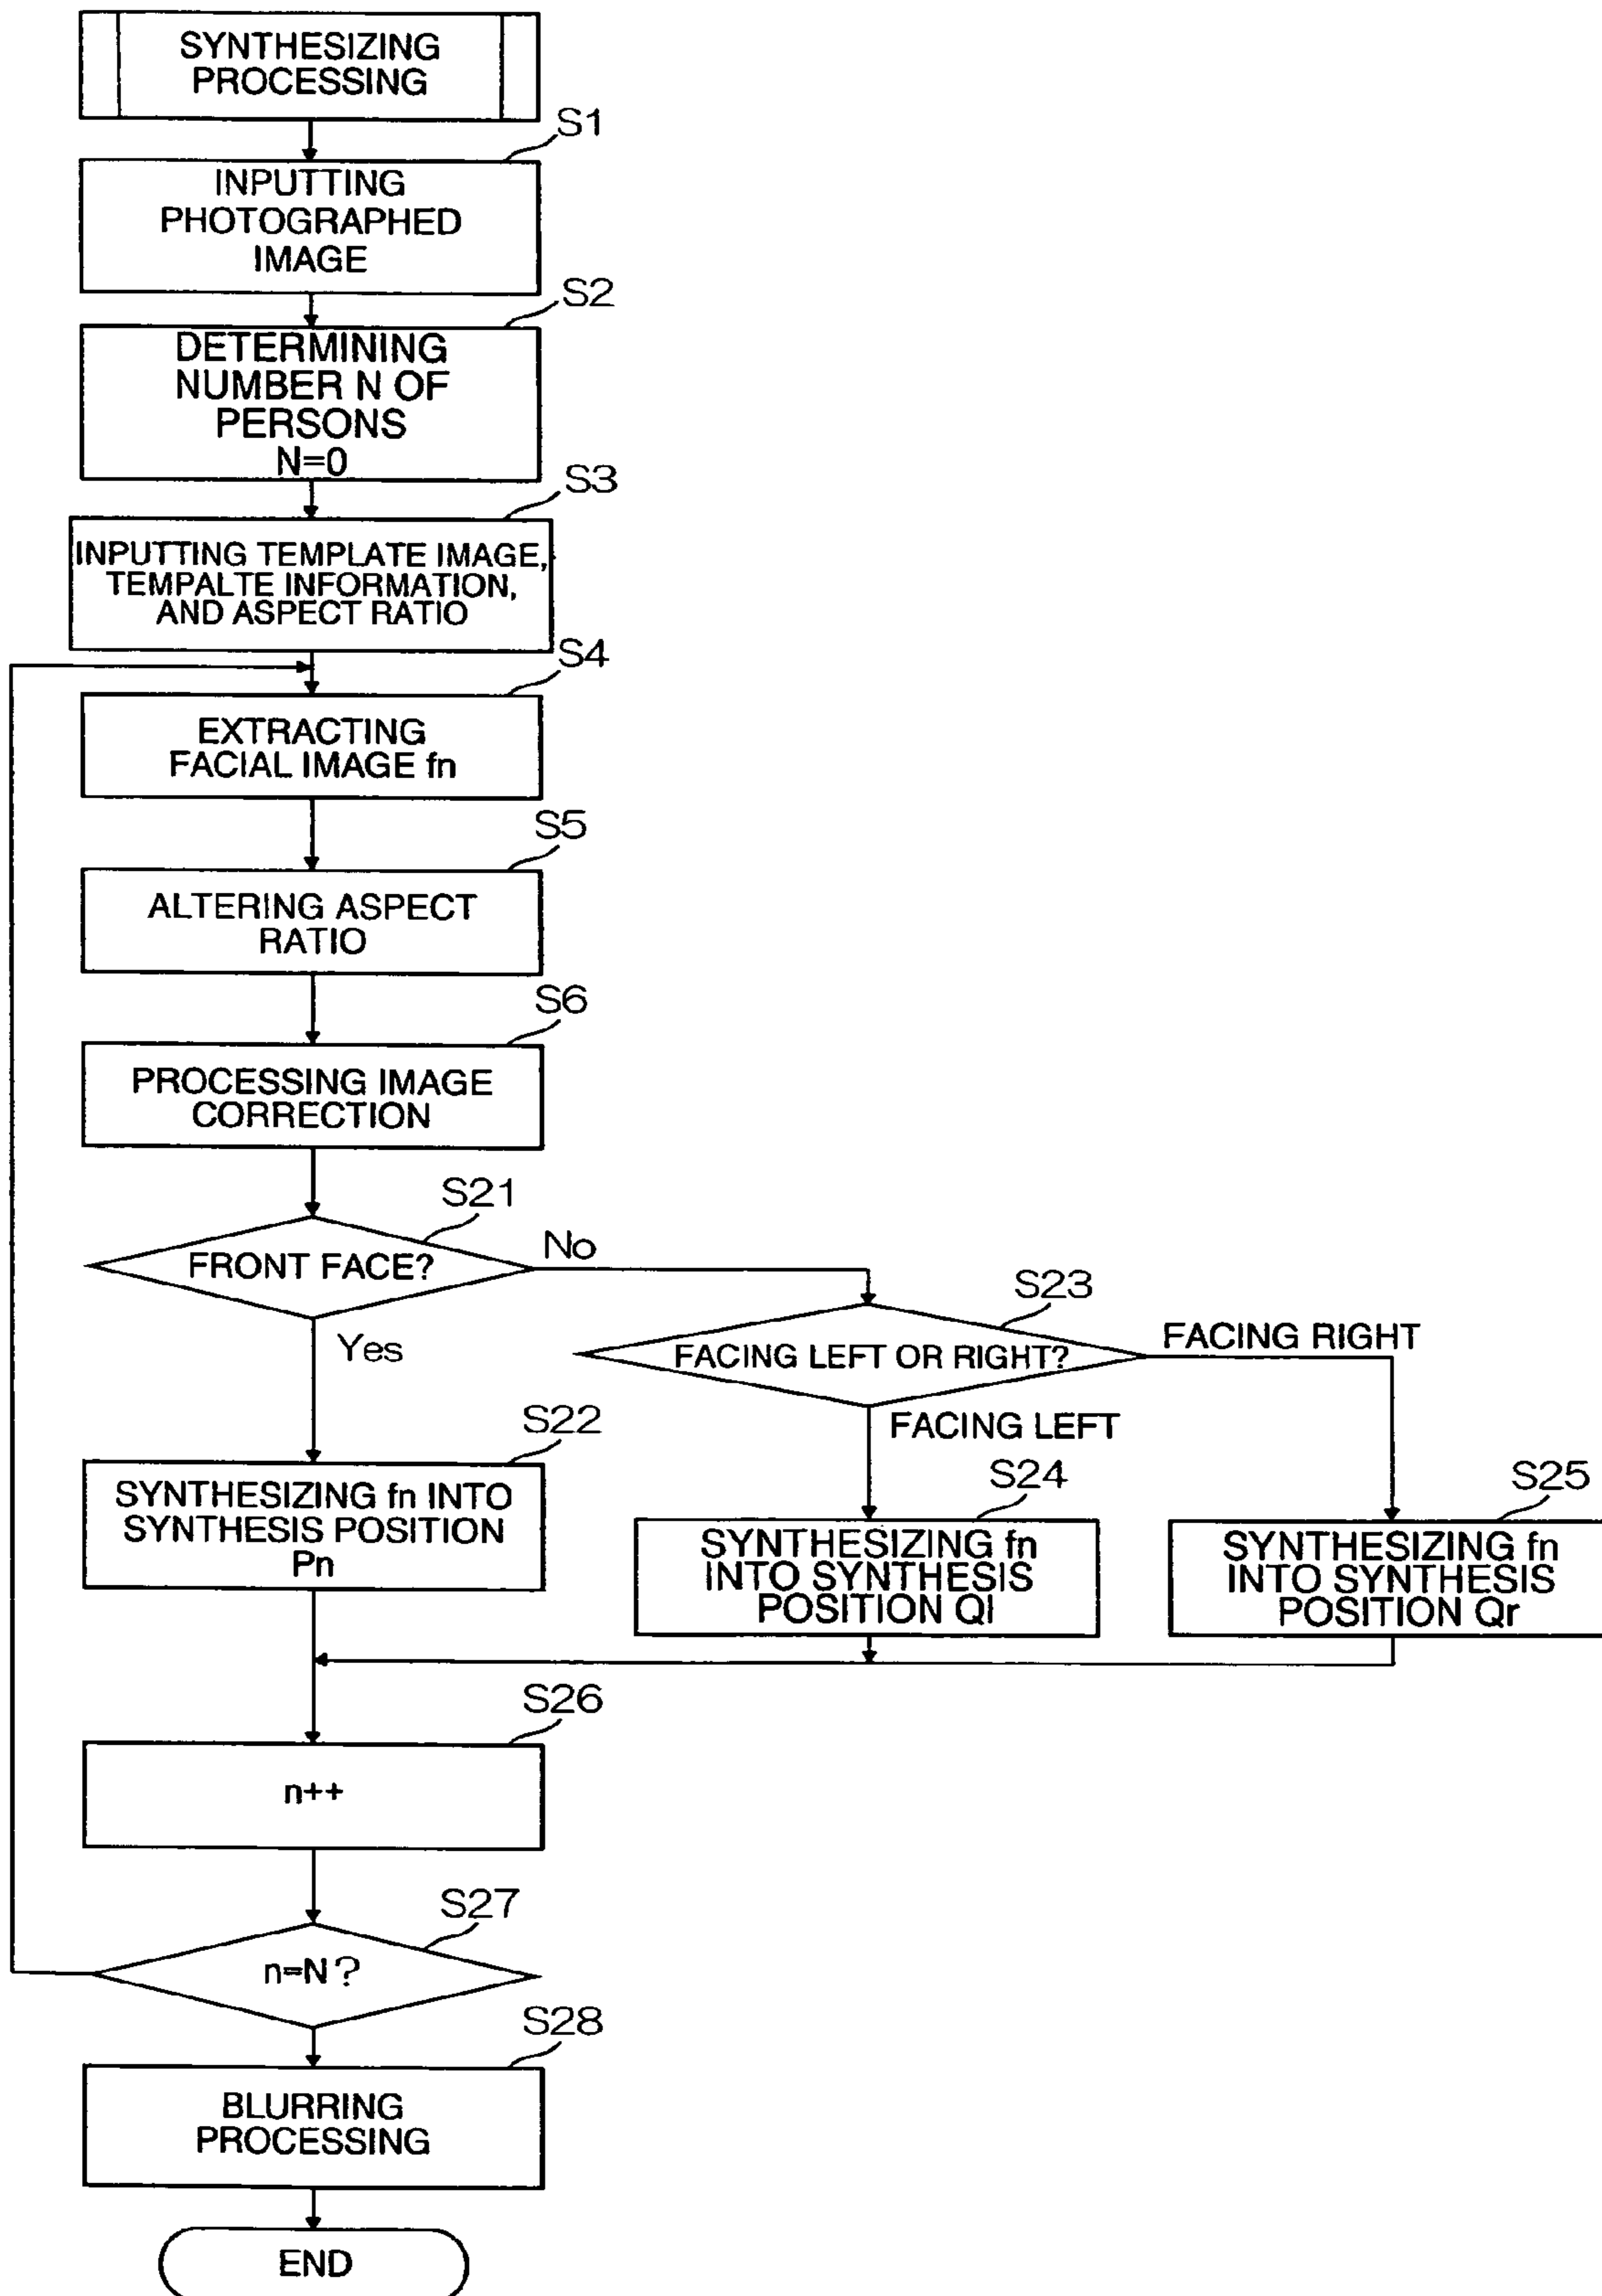 SYNTHESIZING
PROCESSING
S1
INPUTTING
PHOTOGRAPHED
IMAGE
S2
DETERMINING
NUMBER N OF
PERSONS
N=0
S3
INPUTTING TEMPLATE IMAGE,
TEMPALTE INFORMATION,
AND ASPECT RATIO
S4
EXTRACTING
FACIAL IMAGE fn
S5
ALTERING ASPECT
RATIO
S6
PROCESSING IMAGE
CORRECTION
S21
FRONT FACE?
No
Yes
S23
FACING LEFT OR RIGHT?
FACING RIGHT
FACING LEFT
S22
SYNTHESIZING fn INTO
SYNTHESIS POSITION
Pn
S24
SYNTHESIZING fn
INTO SYNTHESIS
POSITION Ql
S25
SYNTHESIZING fn
INTO SYNTHESIS
POSITION Qr
S26
n++
S27
n=N?
S28
BLURRING
PROCESSING
END